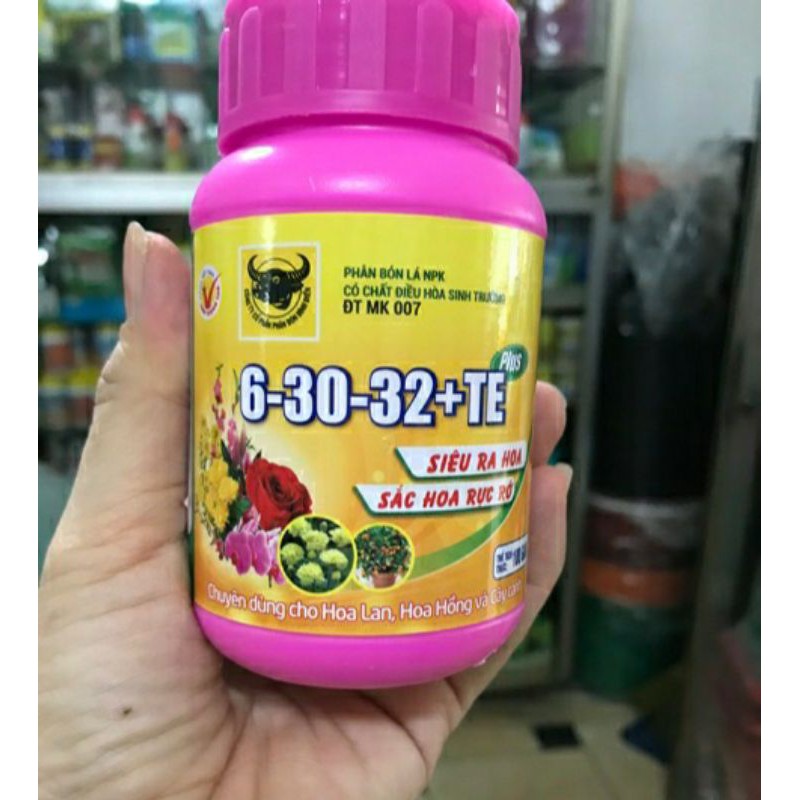 PHÂN BÓN LÁ NPK
CÓ CHẤT ĐIỀU HÒA SINH TRƯỞNG
ĐT MK 007
6-30-32+TE
Plus
SIÊU RA HOA
SẮC HOA RỰC RỠ
Chuyên dùng cho Hoa Lan, Hoa Hồng và Cây cảnh